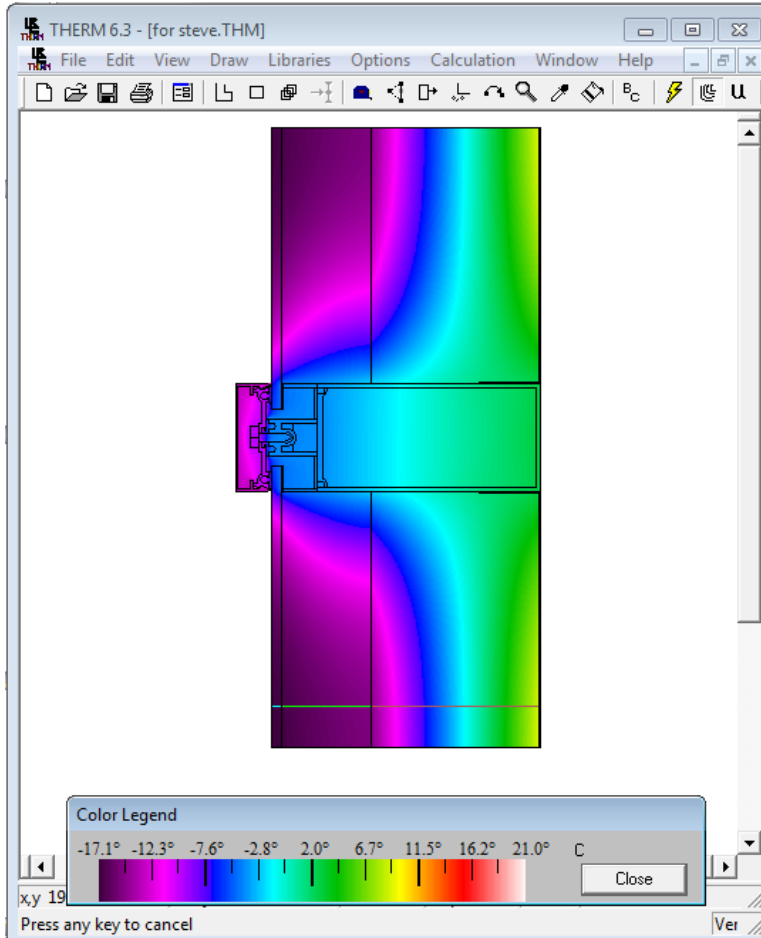 THERM 6.3 - [for steve.THM]
File Edit View Draw Libraries Options Calculation Window Help
BC U
Color Legend
-17.1° -12.3° -7.6° -2.8° 2.0° 6.7° 11.5° 16.2° 21.0° C
Close
x,y 19
Press any key to cancel Ver